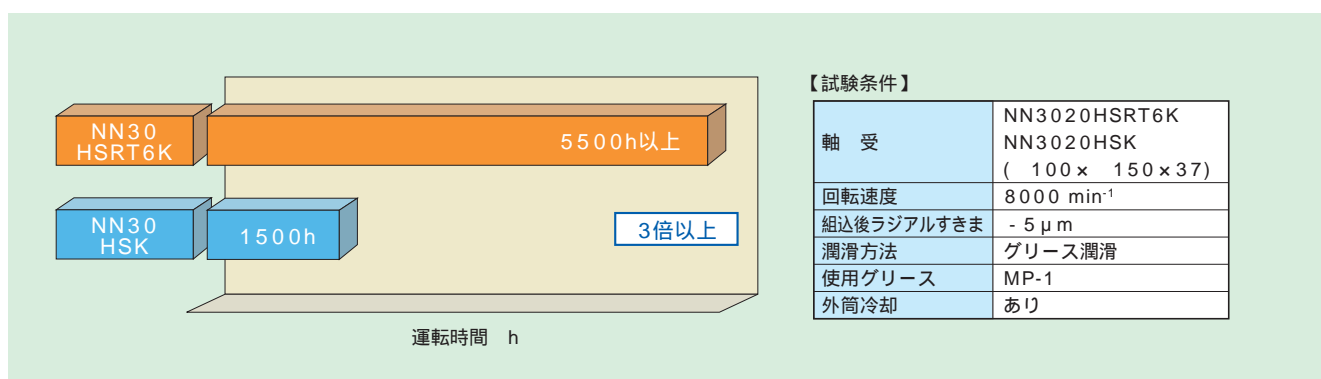 NN30
HSRT6K
5500h以上
NN30
HSK
1500h
3倍以上
運転時間 h
【試験条件】
軸 受 NN3020HSRT6K
NN3020HSK
( 100× 150×37)
回転速度 8000 min⁻¹
組込後ラジアルすきま -5μm
潤滑方法 グリース潤滑
使用グリース MP-1
外筒冷却 あり